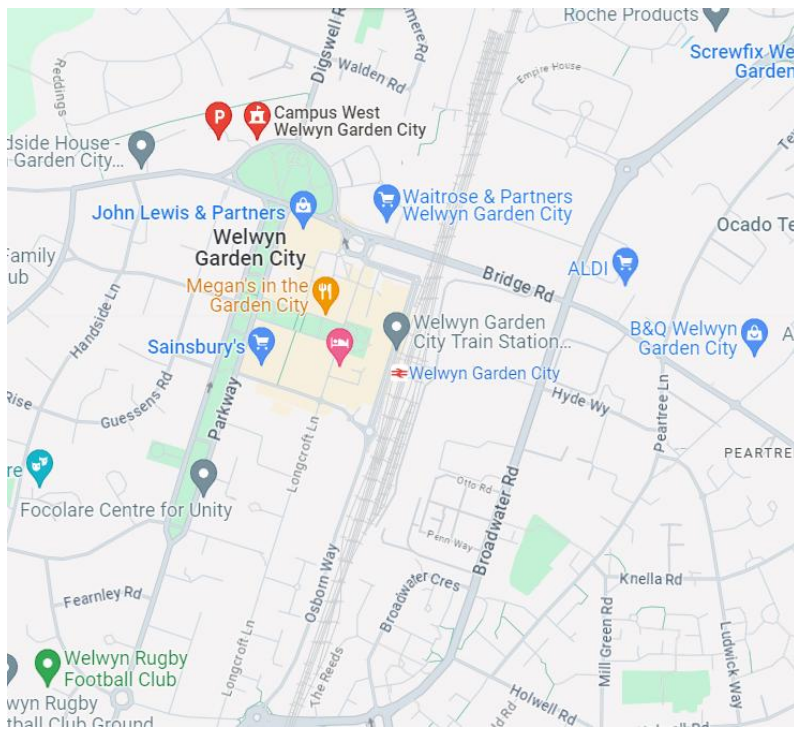 Roche Products
Screwfix We
Garden
Digswell R
mere Rd
Walden Rd
Empire House
Reddings
P
Campus West
Welwyn Garden City
dside House -
Garden City...
John Lewis & Partners
Waitrose & Partners
Welwyn Garden City
Ocado Te
Welwyn
Garden City
Family
ub
ALDI
Bridge Rd
Megan's in the
Garden City
Handside Ln
Welwyn Garden
City Train Station...
B&Q Welwyn
Garden City
Sainsbury's
Welwyn Garden City
Rise
Guessens Rd
Parkway
Hyde Wy
Peartree Ln
PEARTRE
Longcroft Ln
re
Otto Rd
Broadwater Rd
Focolare Centre for Unity
Penn Way
Osborn Way
Broadwater Cres
Knella Rd
Fearnley Rd
Mill Green Rd
Ludwick Way
Longcroft Ln
Welwyn Rugby
Football Club
The Reeds
Holwell Rd
wyn Rugby
tball Club Ground